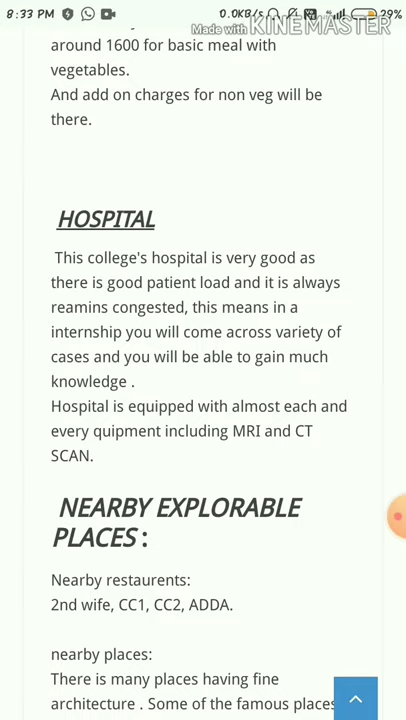 8:33 PM
0.0KB/s
4G
29%
Made with KINEMASTER
around 1600 for basic meal with
vegetables.
And add on charges for non veg will be
there.
HOSPITAL
This college's hospital is very good as
there is good patient load and it is always
reamins congested, this means in a
internship you will come across variety of
cases and you will be able to gain much
knowledge .
Hospital is equipped with almost each and
every quipment including MRI and CT
SCAN.
NEARBY EXPLORABLE
PLACES :
Nearby restaurents:
2nd wife, CC1, CC2, ADDA.
nearby places:
There is many places having fine
architecture . Some of the famous places